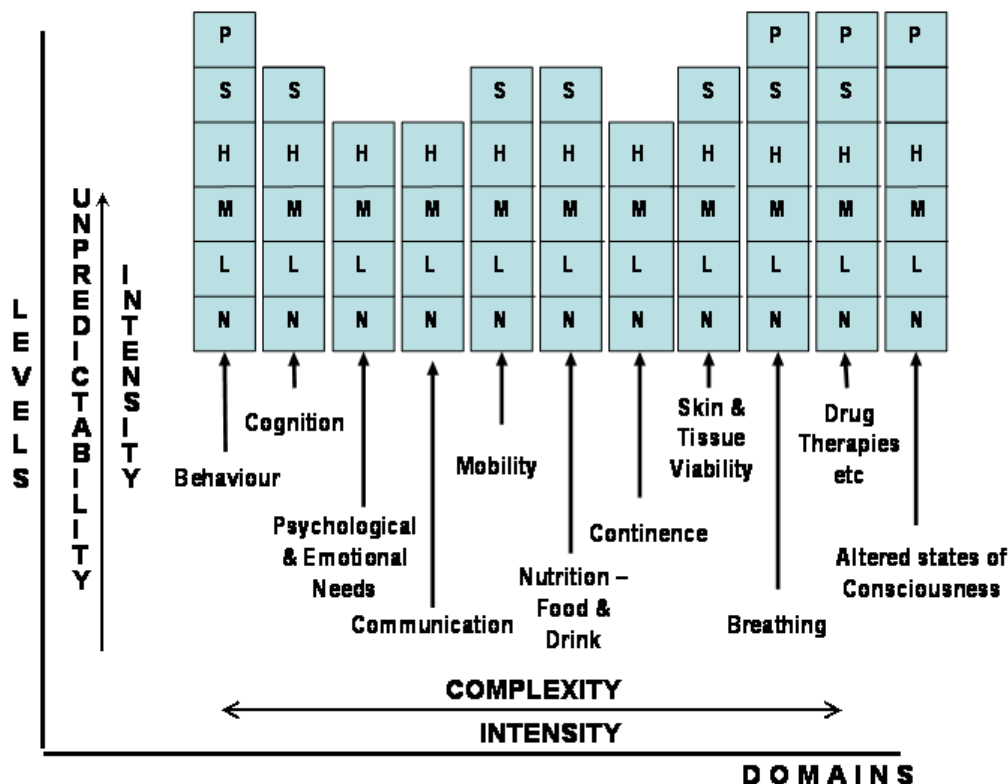 P P P P
S S S S S S S
H H H H H H H H H H H
M M M M M M M M M M M
L L L L L L L L L L L
N N N N N N N N N N N
LEVELS
UNPREDICTABILITY
INTENSITY
Behaviour
Cognition
Psychological
& Emotional
Needs
Communication
Mobility
Nutrition –
Food &
Drink
Continence
Skin &
Tissue
Viability
Breathing
Drug
Therapies
etc
Altered states of
Consciousness
COMPLEXITY
INTENSITY
DOMAINS